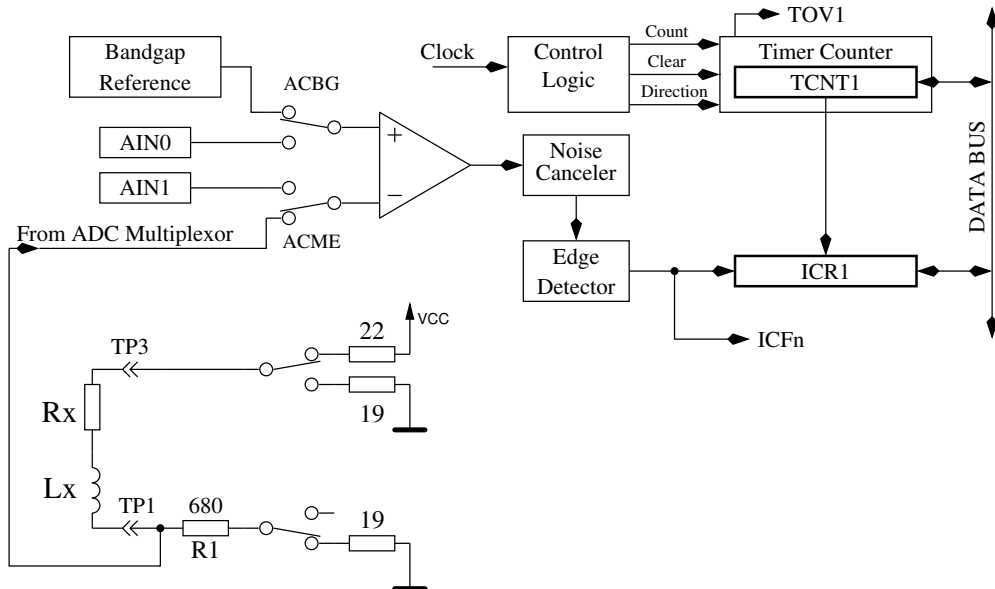 TOV1
Bandgap
Reference
ACBG
Clock
Control
Logic
Count
Clear
Direction
Timer Counter
TCNT1
AIN0
AIN1
+
−
Noise
Canceler
DATA BUS
From ADC Multiplexor
ACME
Edge
Detector
ICR1
ICFn
VCC
22
TP3
19
Rx
Lx
TP1
680
R1
19